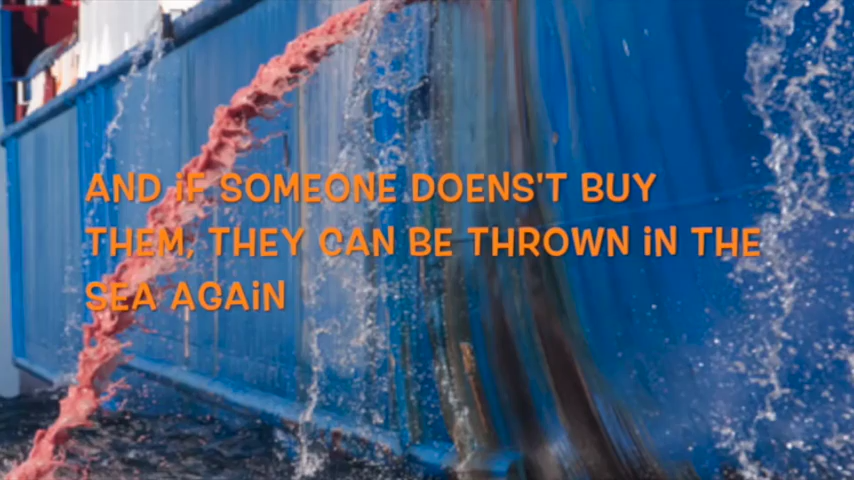 AND iF SOMEONE DOENS'T BUY
THEM, THEY CAN BE THROWN iN THE
SEA AGAiN